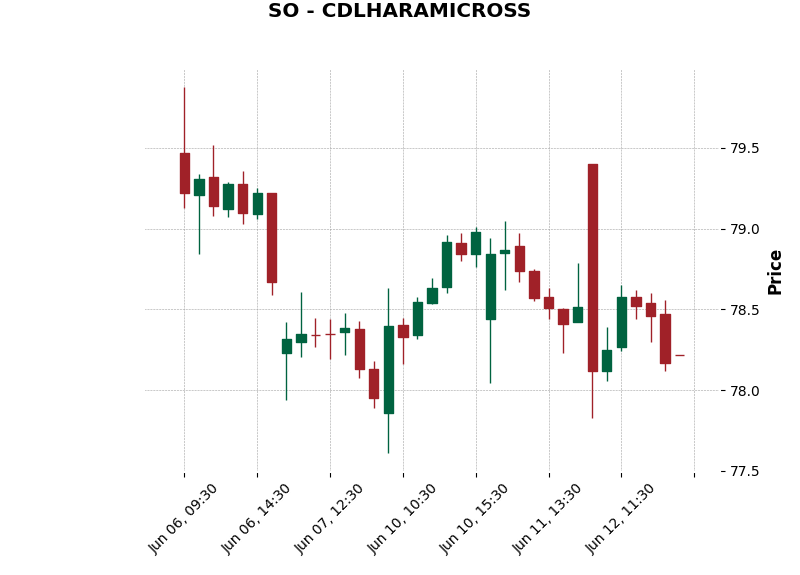 SO - CDLHARAMICROSS
79.5
79.0
78.5
78.0
77.5
Price
Jun 06, 09:30
Jun 06, 14:30
Jun 07, 12:30
Jun 10, 10:30
Jun 10, 15:30
Jun 11, 13:30
Jun 12, 11:30